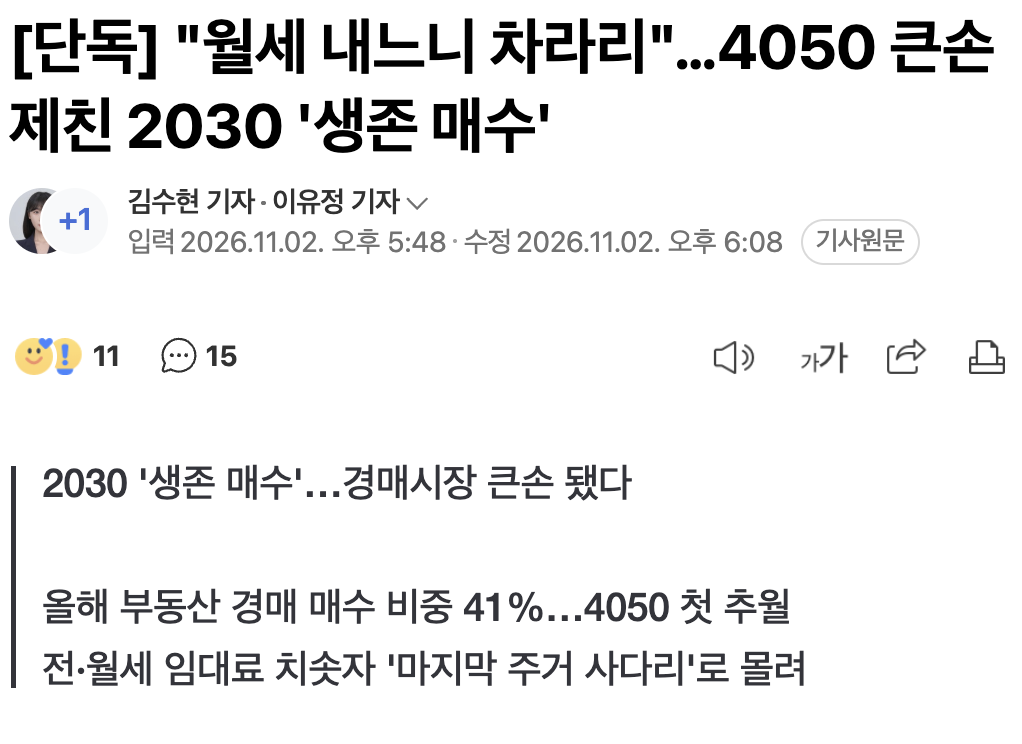 [단독] "월세 내느니 차라리"…4050 큰손
제친 2030 '생존 매수'
김수현 기자·이유정 기자
+1
입력 2026.11.02. 오후 5:48·수정 2026.11.02. 오후 6:08 기사원문
11 15 가가
2030 '생존 매수'…경매시장 큰손 됐다
올해 부동산 경매 매수 비중 41%…4050 첫 추월
전·월세 임대료 치솟자 '마지막 주거 사다리'로 몰려